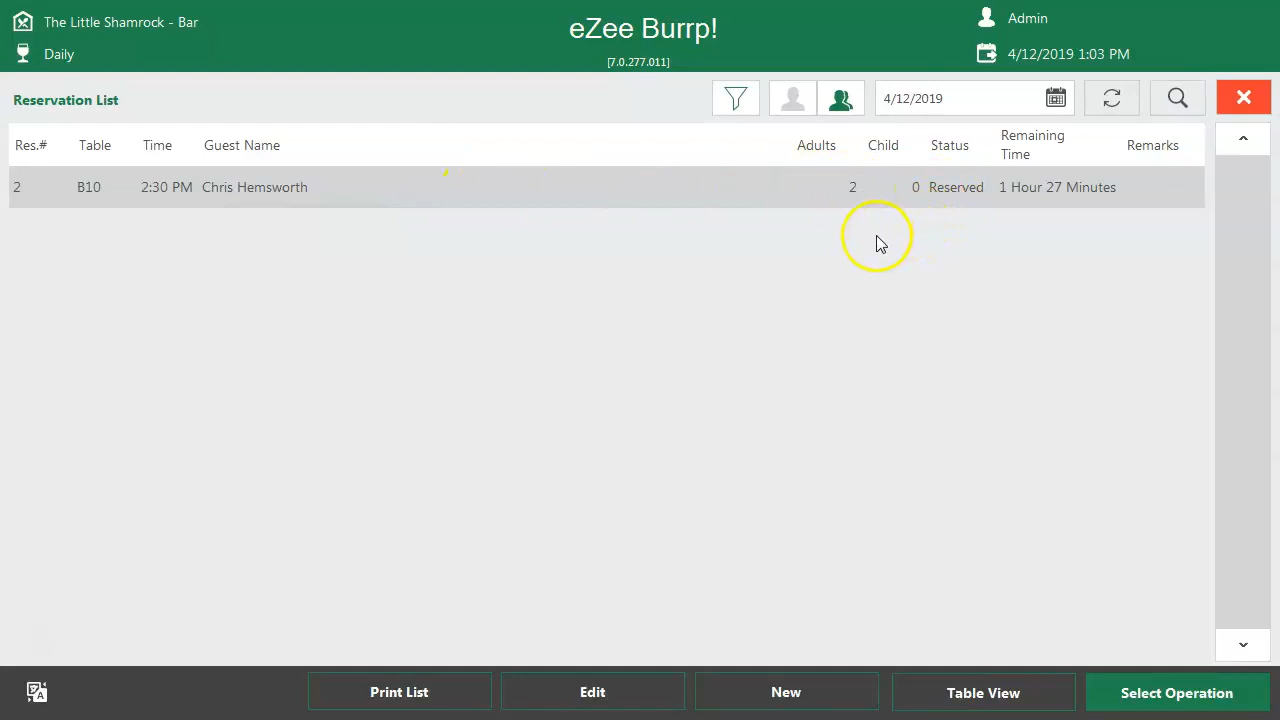 The Little Shamrock - Bar
eZee Burrp!
Admin
Daily
[7.0.277.011]
4/12/2019 1:03 PM
Reservation List
4/12/2019
Res.# Table Time Guest Name Adults Child Status Remaining Time Remarks
2 B10 2:30 PM Chris Hemsworth 2 0 Reserved 1 Hour 27 Minutes
Print List Edit New Table View Select Operation